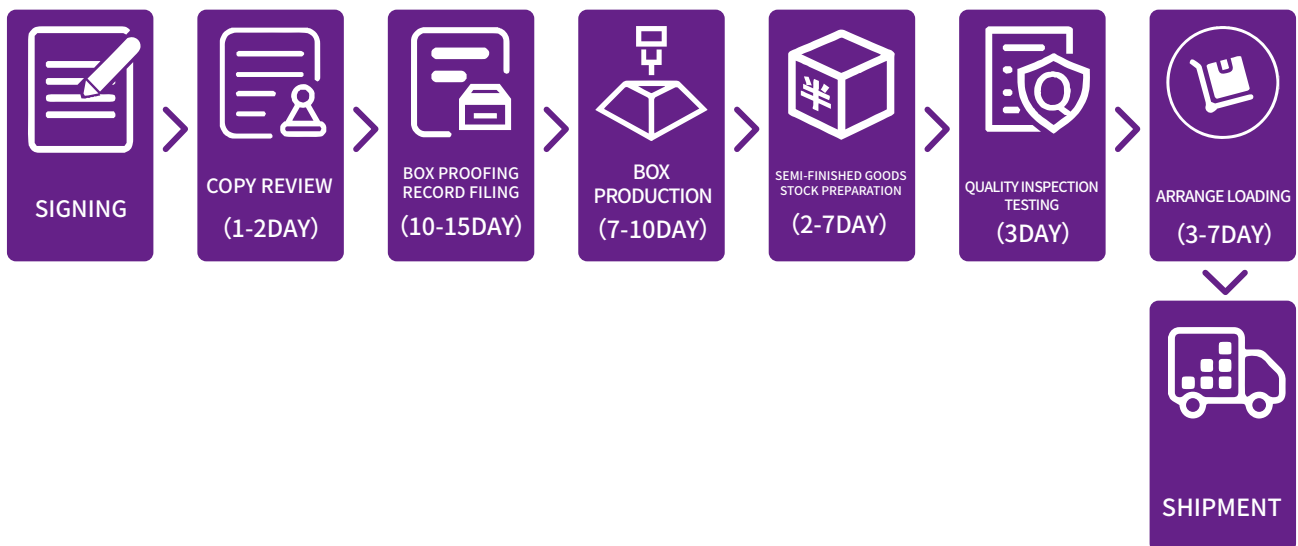 SIGNING
COPY REVIEW
（1-2DAY）
BOX PROOFING
RECORD FILING
（10-15DAY）
BOX
PRODUCTION
（7-10DAY）
半
SEMI-FINISHED GOODS
STOCK PREPARATION
（2-7DAY）
Q
QUALITY INSPECTION
TESTING
（3DAY）
ARRANGE LOADING
（3-7DAY）
SHIPMENT